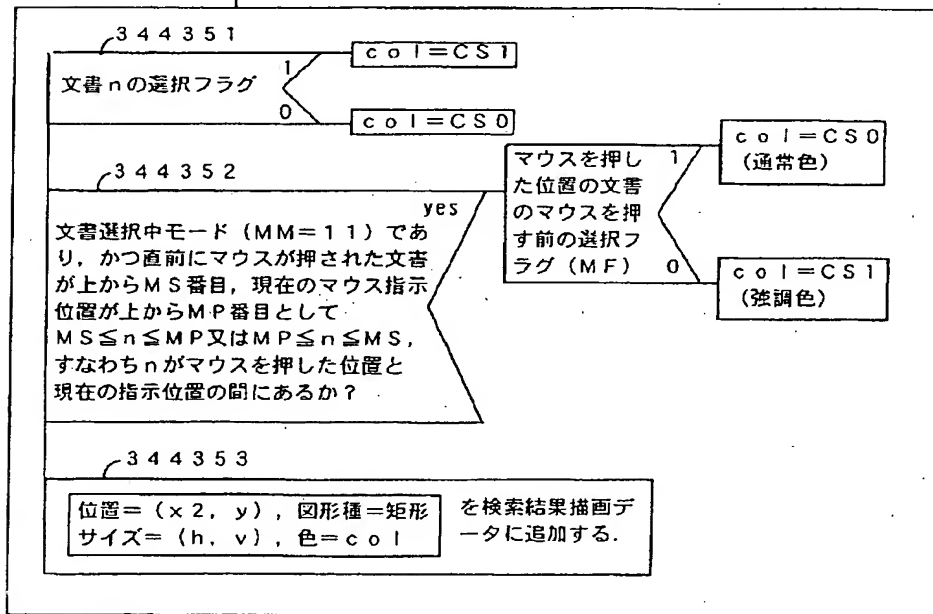 344351
文書nの選択フラグ
1
0
col=CS1
col=CS0
344352
yes
文書選択中モード(MM=11)であ
り,かつ直前にマウスが押された文書
が上からMS番目,現在のマウス指示
位置が上からMP番目として
MS≦n≦MP又はMP≦n≦MS,
すなわちnがマウスを押した位置と
現在の指示位置の間にあるか?
マウスを押し
た位置の文書
のマウスを押
す前の選択フ
ラグ(MF)
1
0
col=CS0
(通常色)
col=CS1
(強調色)
344353
位置=(x2,y),図形種=矩形
サイズ=(h,v),色=col
を検索結果描画デ
ータに追加する.